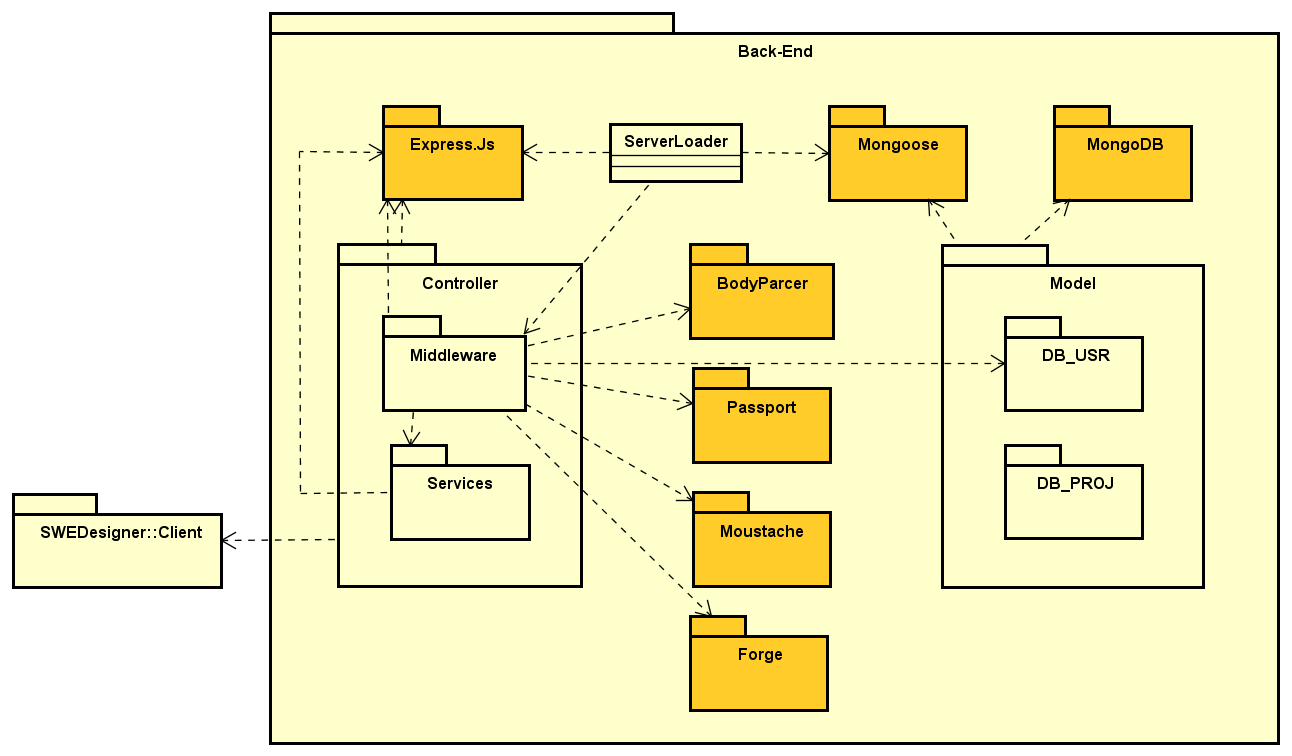 Back-End
Express.Js
ServerLoader
Mongoose
MongoDB
Controller
BodyParcer
Model
Middleware
DB_USR
Passport
Services
DB_PROJ
SWEDesigner::Client
Moustache
Forge